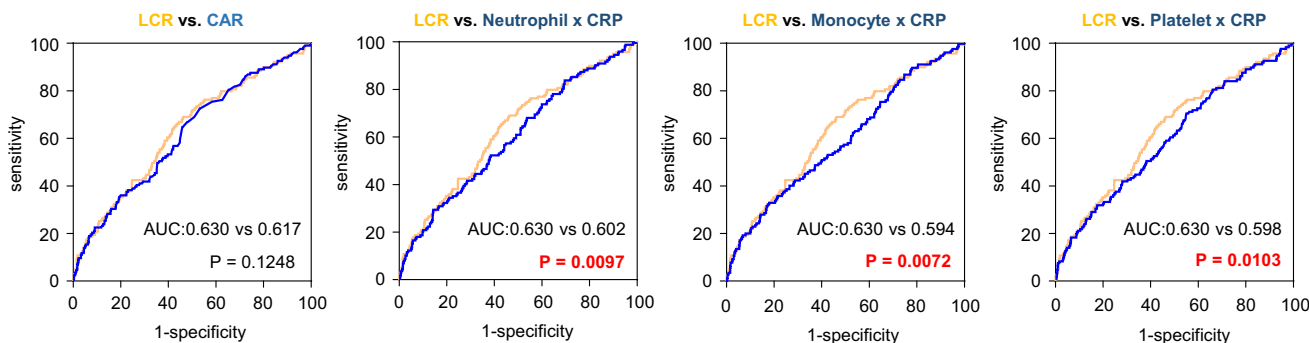 LCR vs. CAR
100
80
60
40
20
0
sensitivity
AUC:0.630 vs 0.617
P = 0.1248
0 20 40 60 80 100
1-specificity
LCR vs. Neutrophil x CRP
100
80
60
40
20
0
sensitivity
AUC:0.630 vs 0.602
P = 0.0097
0 20 40 60 80 100
1-specificity
LCR vs. Monocyte x CRP
100
80
60
40
20
0
sensitivity
AUC:0.630 vs 0.594
P = 0.0072
0 20 40 60 80 100
1-specificity
LCR vs. Platelet x CRP
100
80
60
40
20
0
sensitivity
AUC:0.630 vs 0.598
P = 0.0103
0 20 40 60 80 100
1-specificity